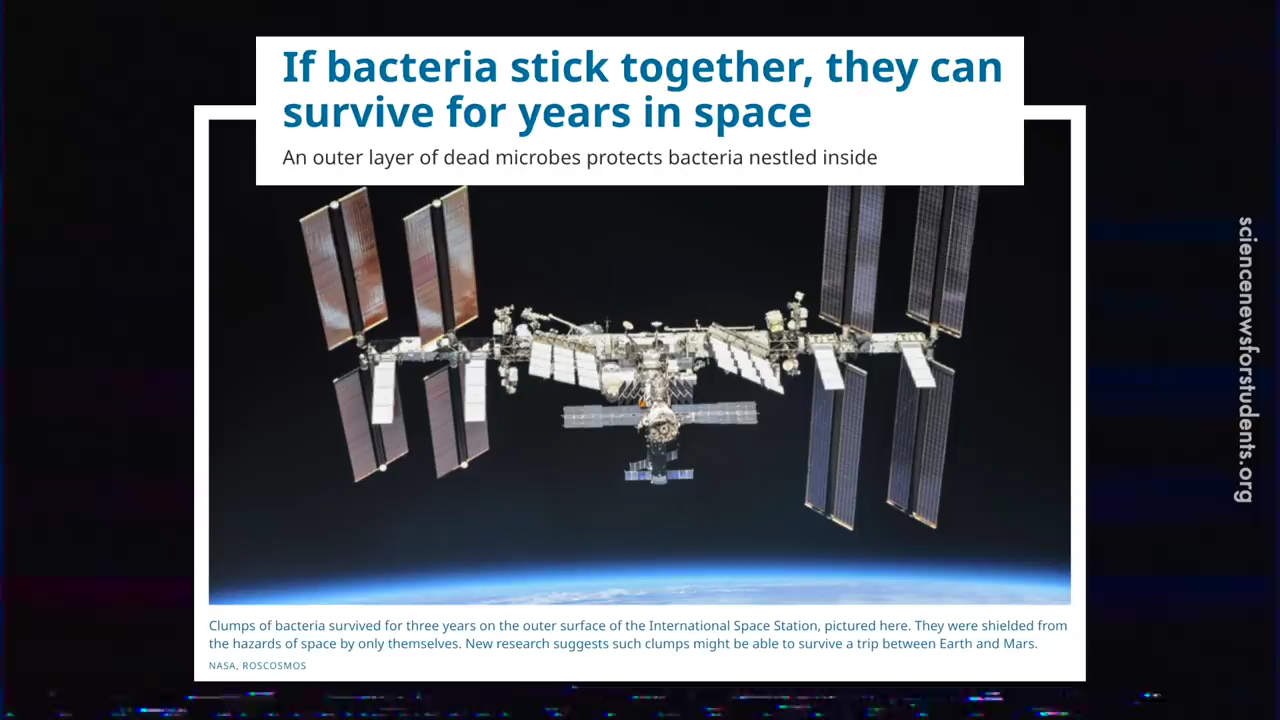 If bacteria stick together, they can
survive for years in space
An outer layer of dead microbes protects bacteria nestled inside
Clumps of bacteria survived for three years on the outer surface of the International Space Station, pictured here. They were shielded from
the hazards of space by only themselves. New research suggests such clumps might be able to survive a trip between Earth and Mars.
NASA, ROSCOSMOS
sciencenewsforstudents.org